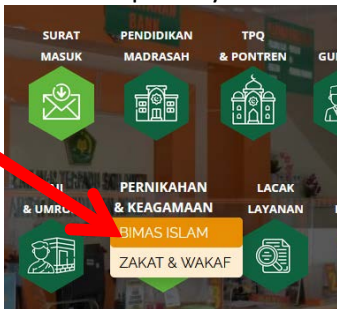 SURAT
MASUK
PENDIDIKAN
MADRASAH
TPQ
& PONTREN
& UMRO
PERNIKAHAN
& KEAGAMAAN
LACAK
LAYANAN
BIMAS ISLAM
ZAKAT & WAKAF